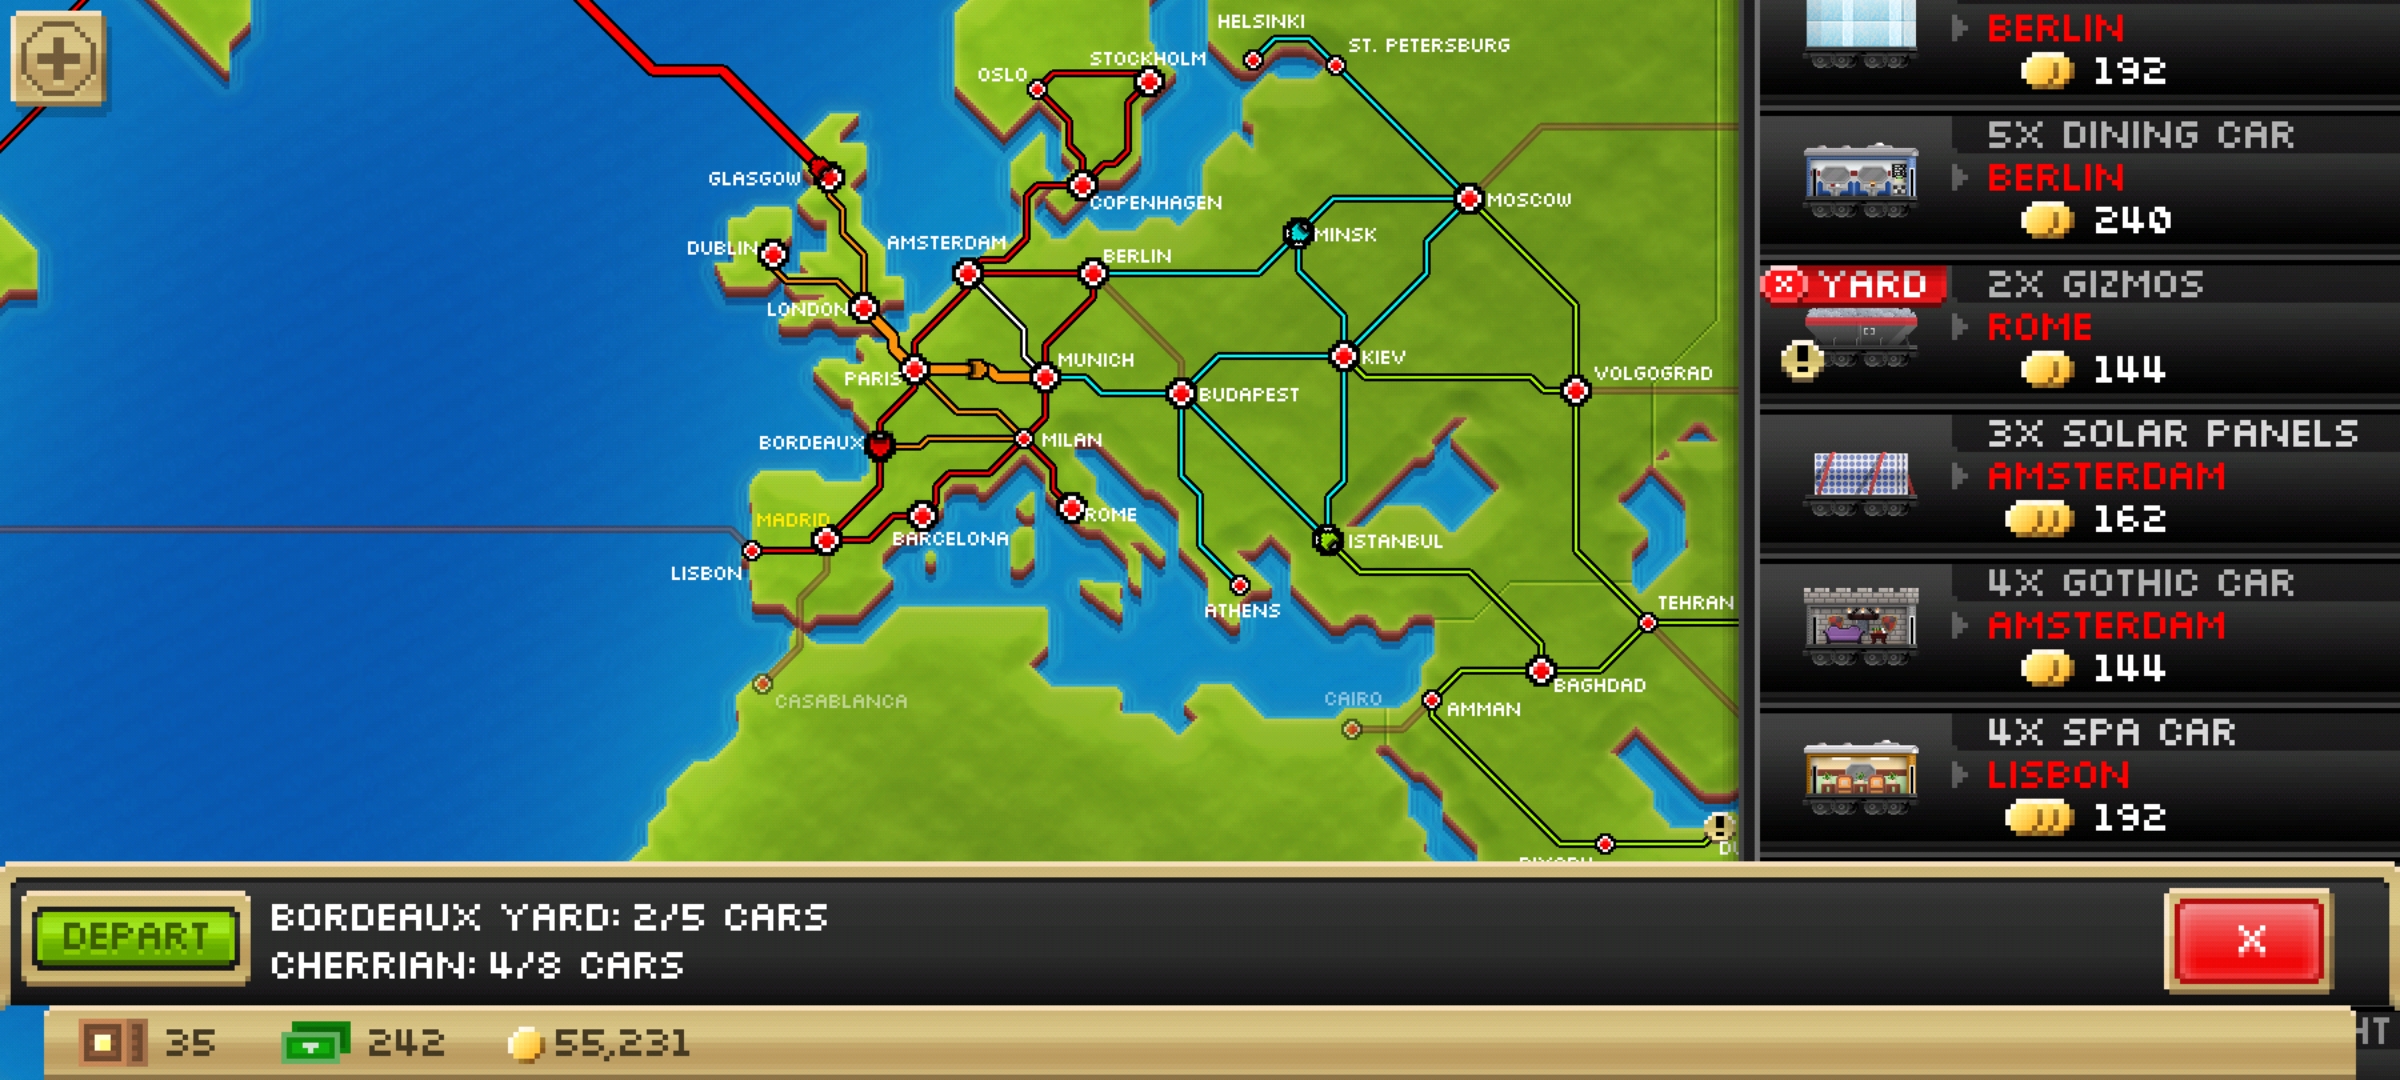 HELSINKI
ST. PETERSBURG
STOCKHOLM
OSLO
GLASGOW
COPENHAGEN
MOSCOW
DUBLIN
AMSTERDAM
MINSK
BERLIN
LONDON
MUNICH
KIEV
PARIS
VOLGOGRAD
BUDAPEST
BORDEAUX
MILAN
MADRID
ROME
BARCELONA
ISTANBUL
LISBON
ATHENS
TEHRAN
CASABLANCA
CAIRO
BAGHDAD
AMMAN
BERLIN
192
5X DINING CAR
BERLIN
240
X YARD
2X GIZMOS
ROME
144
3X SOLAR PANELS
AMSTERDAM
162
4X GOTHIC CAR
AMSTERDAM
144
4X SPA CAR
LISBON
192
DEPART
BORDEAUX YARD: 2/5 CARS
CHERRIAN: 4/8 CARS
X
35
242
55,231